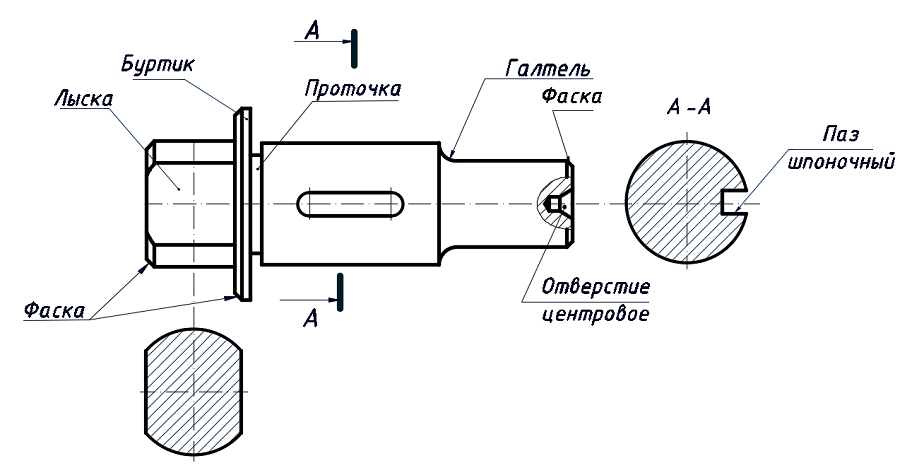 А
Буртик
Лыска
Проточка
Галтель
Фаска
А-А
Паз
шпоночный
Фаска
А
Отверстие
центровое